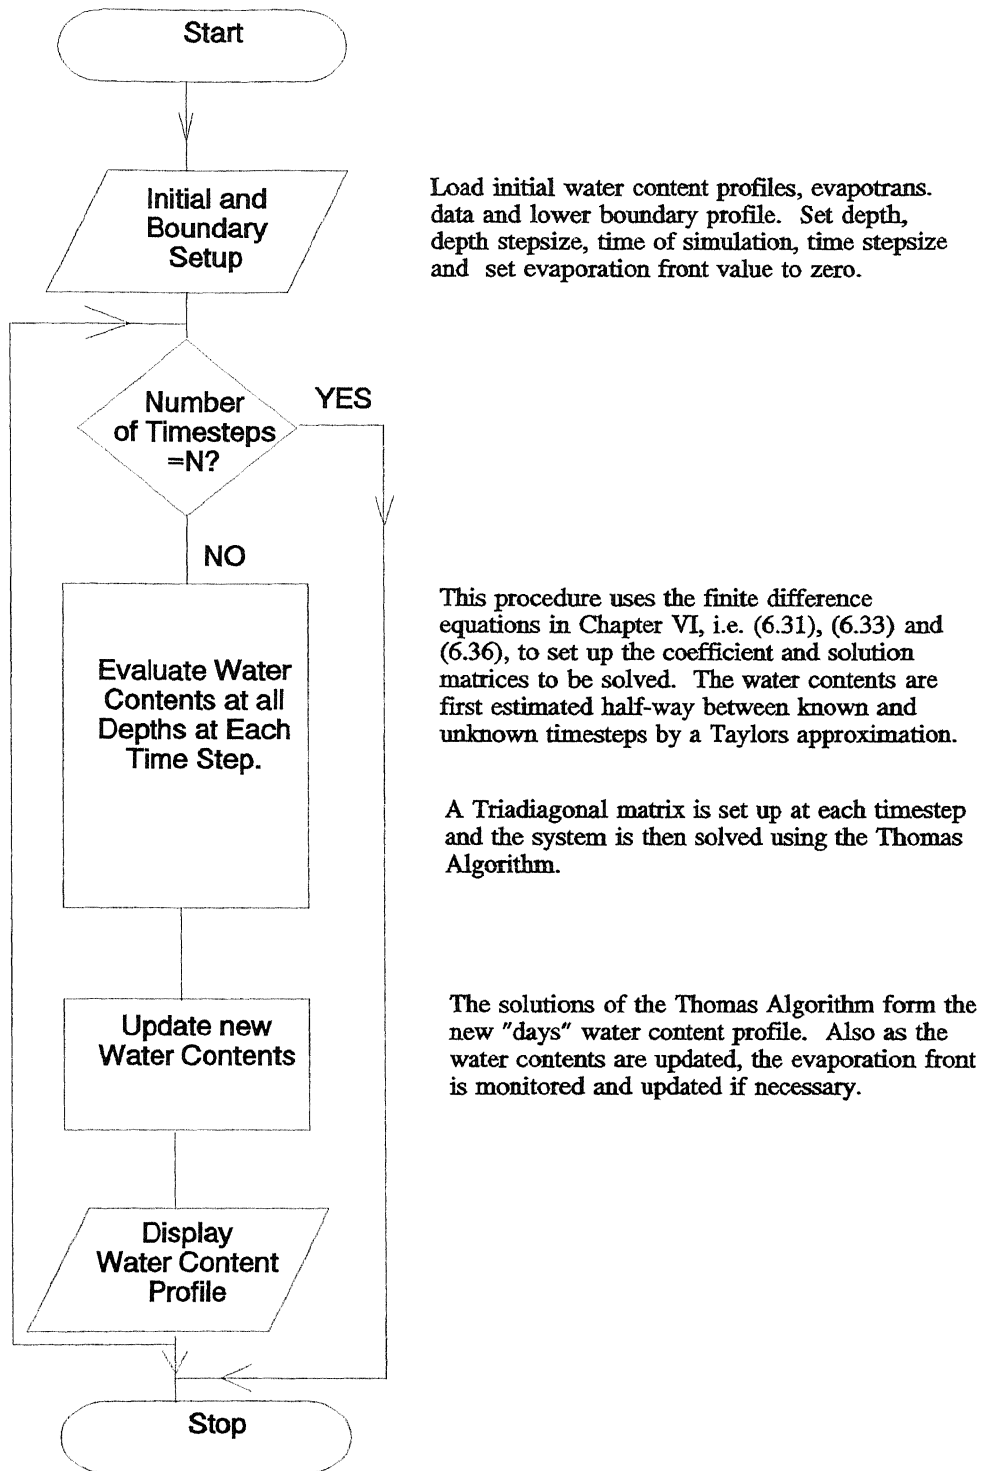 Start
Initial and
Boundary
Setup
Load initial water content profiles, evapotrans.
data and lower boundary profile. Set depth,
depth stepsize, time of simulation, time stepsize
and set evaporation front value to zero.
Number
of Timesteps
=N?
YES
NO
Evaluate Water
Contents at all
Depths at Each
Time Step.
This procedure uses the finite difference
equations in Chapter VI, i.e. (6.31), (6.33) and
(6.36), to set up the coefficient and solution
matrices to be solved. The water contents are
first estimated half-way between known and
unknown timesteps by a Taylors approximation.
A Triadiagonal matrix is set up at each timestep
and the system is then solved using the Thomas
Algorithm.
Update new
Water Contents
The solutions of the Thomas Algorithm form the
new "days" water content profile. Also as the
water contents are updated, the evaporation front
is monitored and updated if necessary.
Display
Water Content
Profile
Stop